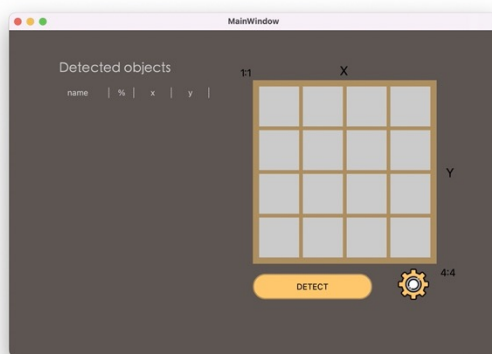 MainWindow
Detected objects
name | % | x | y |
1:1
X
Y
4:4
DETECT